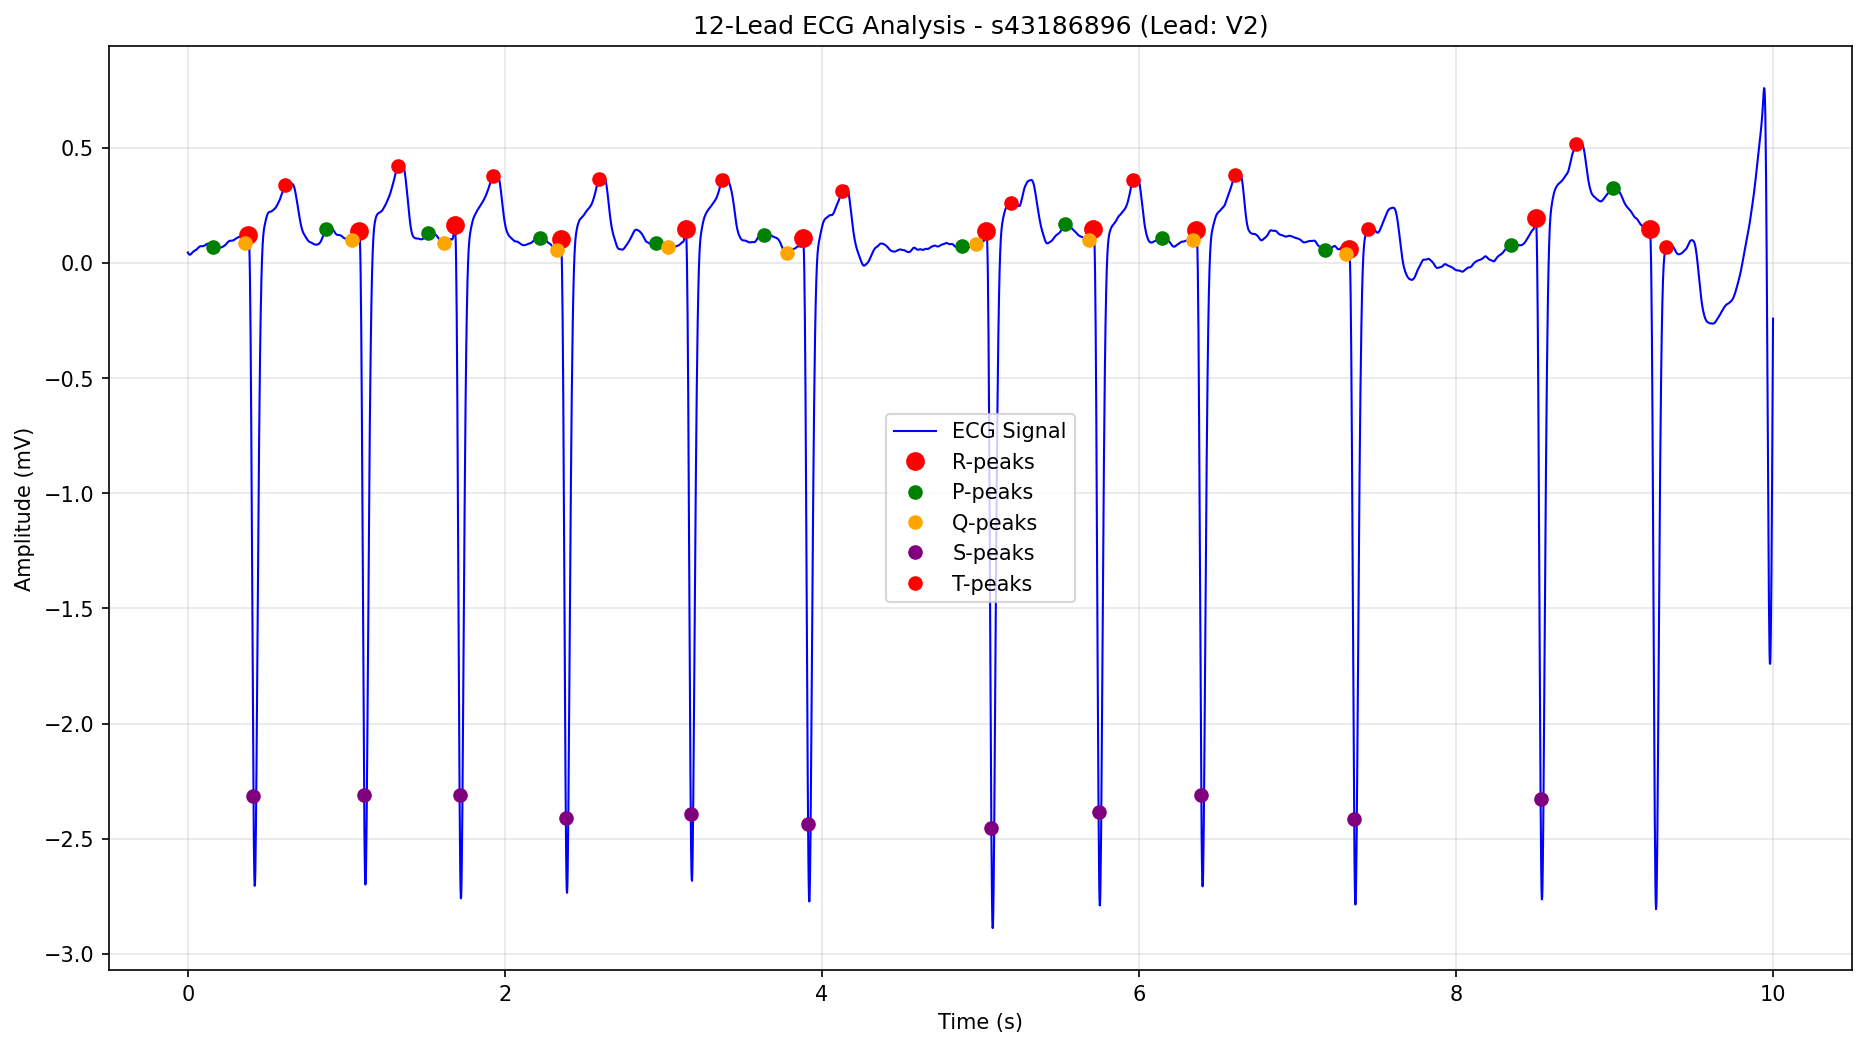 12-Lead ECG Analysis - s43186896 (Lead: V2)
0.5
0.0
−0.5
−1.0
−1.5
−2.0
−2.5
−3.0
Amplitude (mV)
ECG Signal
R-peaks
P-peaks
Q-peaks
S-peaks
T-peaks
0 2 4 6 8 10
Time (s)